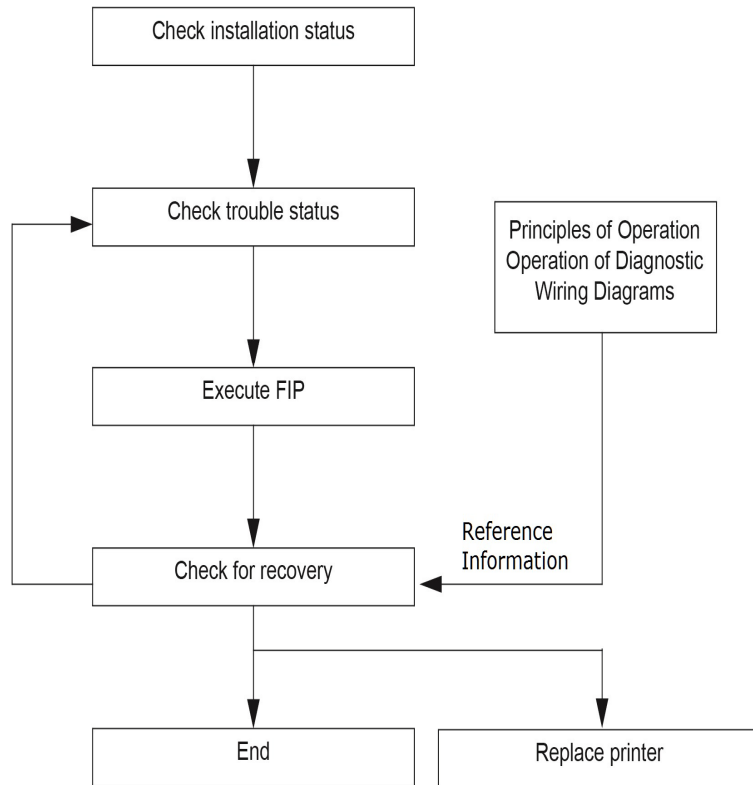 Check installation status
Check trouble status
Principles of Operation
Operation of Diagnostic
Wiring Diagrams
Execute FIP
Reference
Information
Check for recovery
End
Replace printer